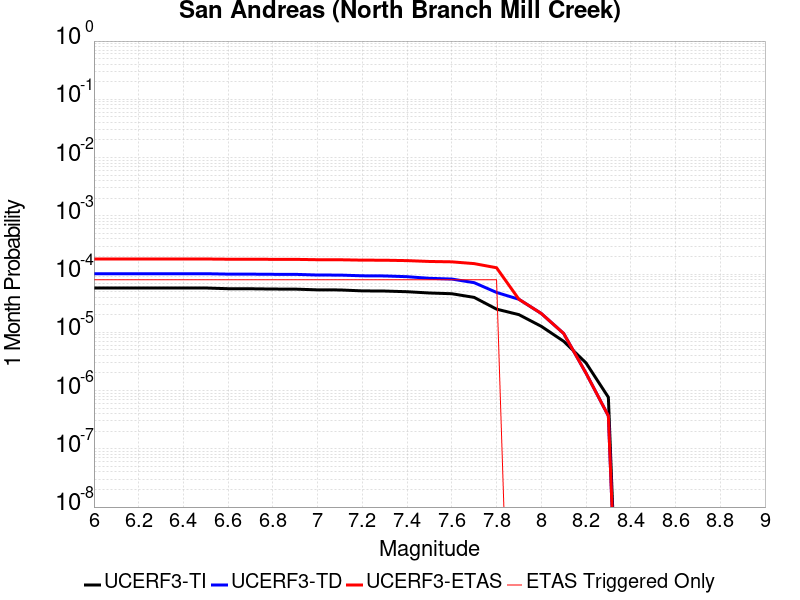 San Andreas (North Branch Mill Creek)
10^0
10^-1
10^-2
10^-3
10^-4
10^-5
10^-6
10^-7
10^-8
1 Month Probability
6 6.2 6.4 6.6 6.8 7 7.2 7.4 7.6 7.8 8 8.2 8.4 8.6 8.8 9
Magnitude
UCERF3-TI UCERF3-TD UCERF3-ETAS ETAS Triggered Only